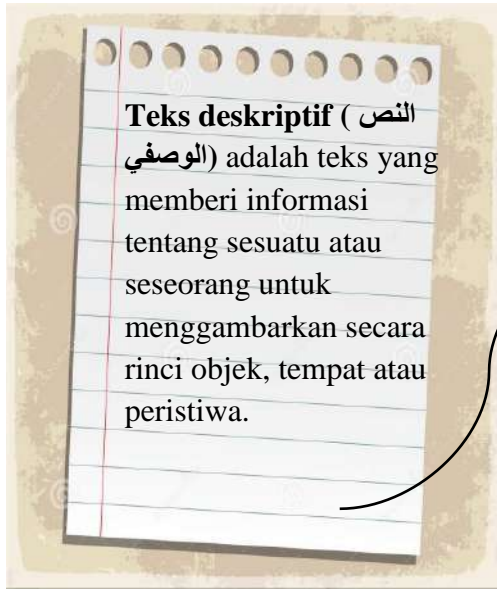 Teks deskriptif ( النص
الوصفي) adalah teks yang
memberi informasi
tentang sesuatu atau
seseorang untuk
menggambarkan secara
rinci objek, tempat atau
peristiwa.